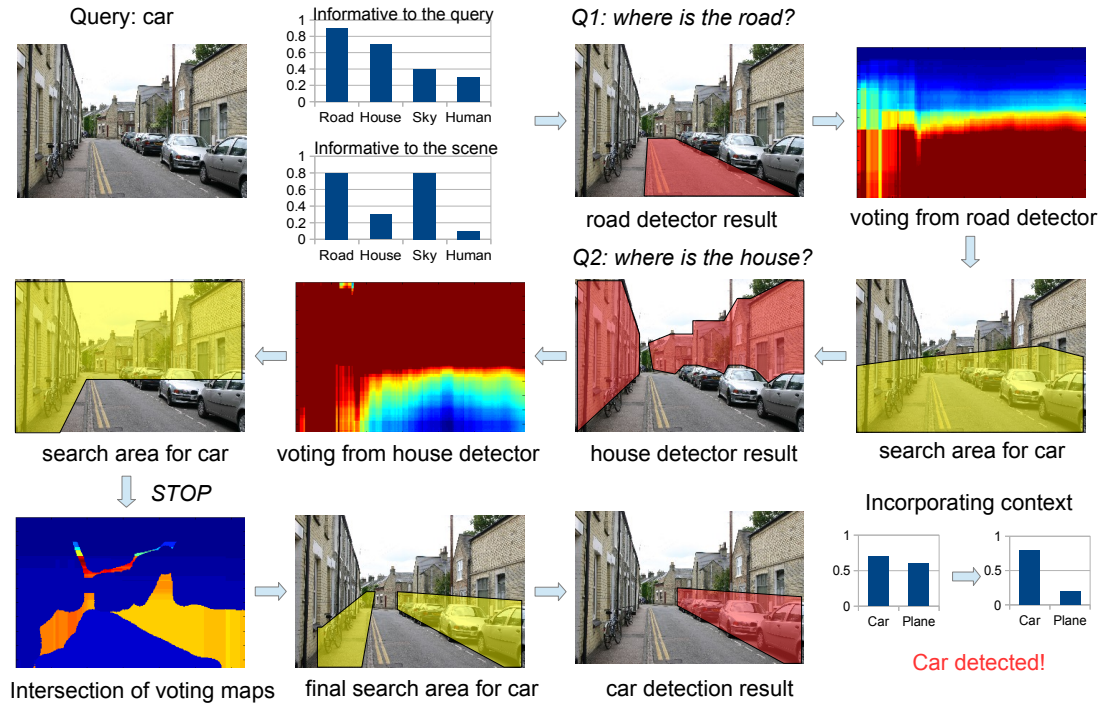 Query: car
Informative to the query
1
0.8
0.6
0.4
0.2
0
Road House Sky Human
Informative to the scene
1
0.8
0.6
0.4
0.2
0
Road House Sky Human
Q1: where is the road?
road detector result
voting from road detector
Q2: where is the house?
search area for car
voting from house detector
house detector result
search area for car
STOP
Intersection of voting maps
final search area for car
car detection result
Incorporating context
1
0.5
0
Car Plane
1
0.5
0
Car Plane
Car detected!